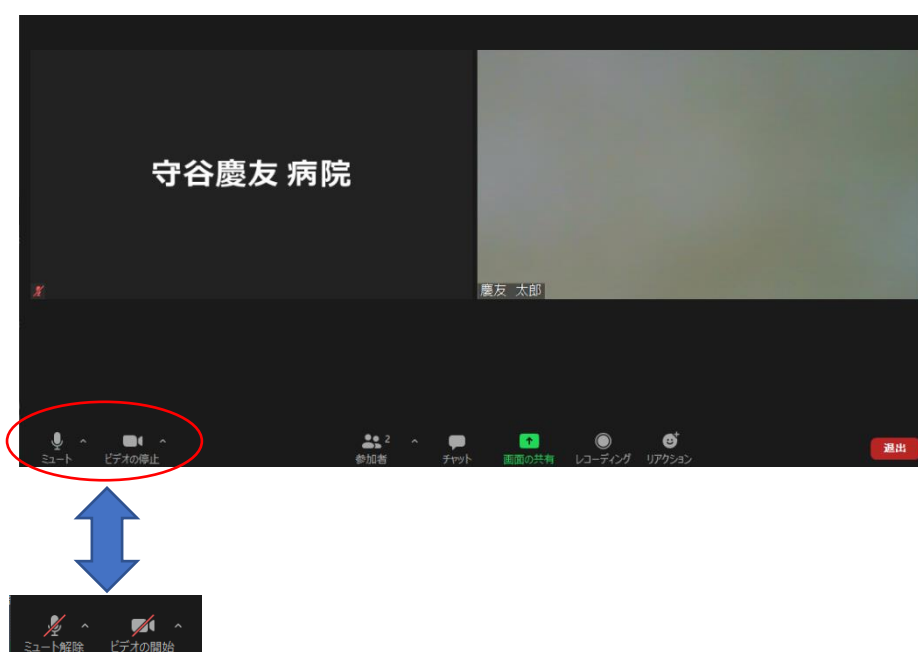 守谷慶友 病院
慶友 太郎
ミュート
ビデオの停止
2
参加者
チャット
画面の共有
レコーディング
リアクション
退出
ミュート解除
ビデオの開始